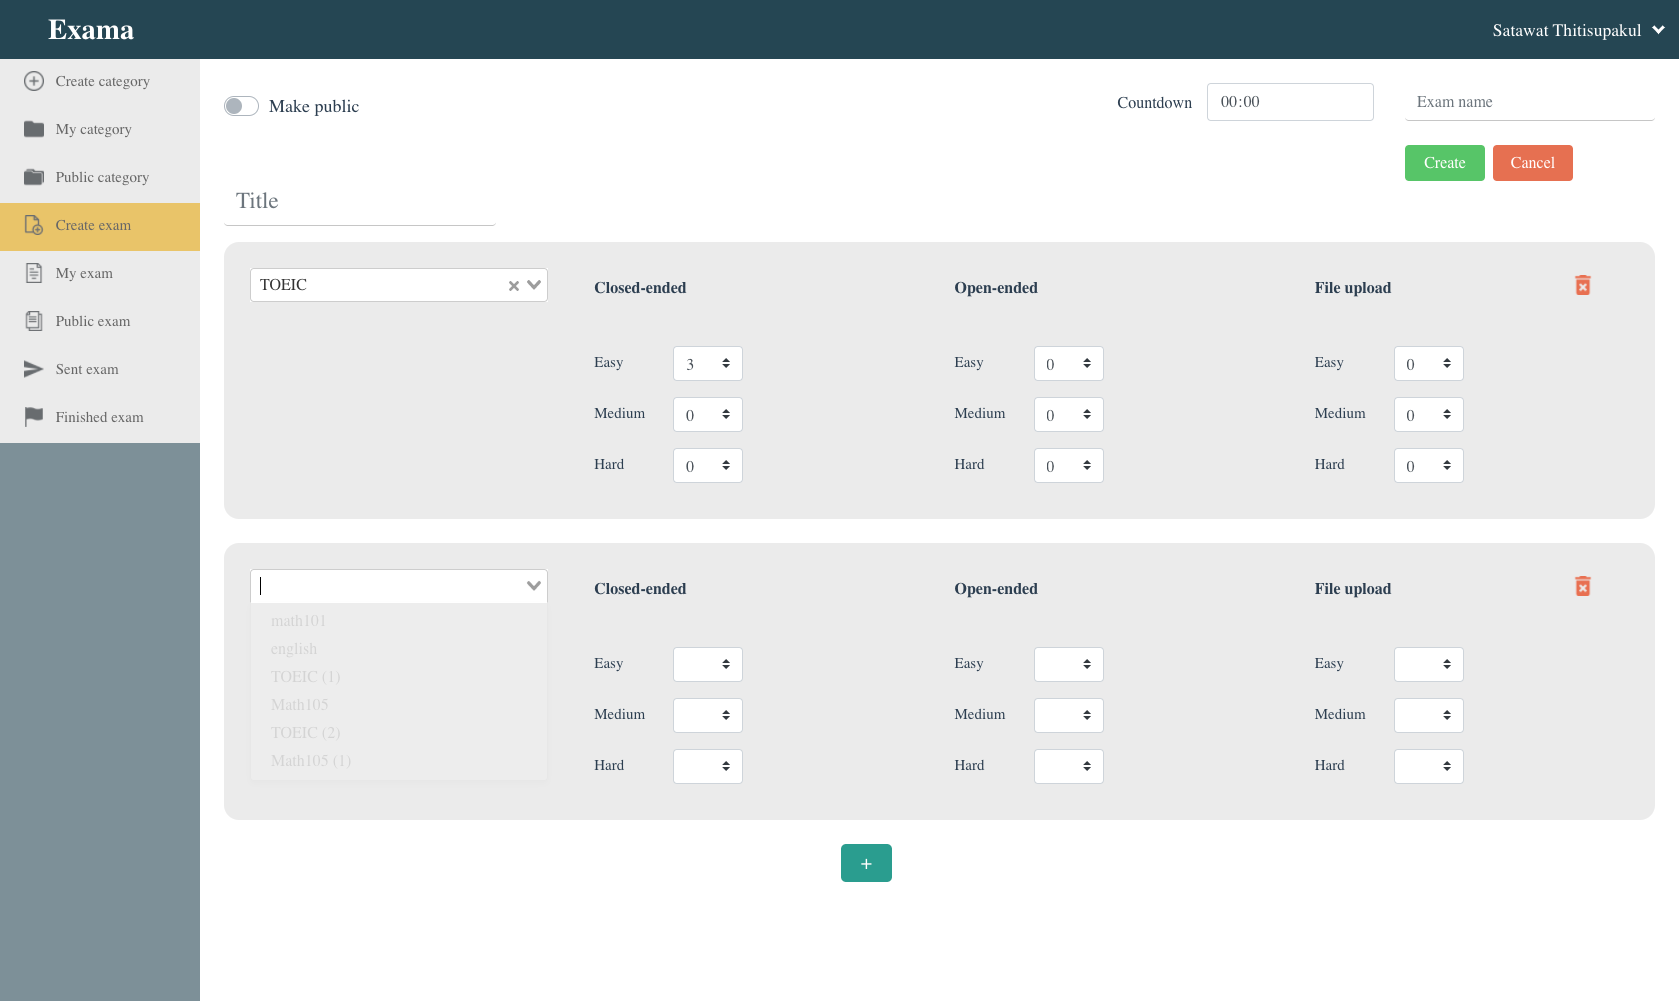 Exama
Satawat Thitisupakul
Create category
My category
Public category
Create exam
My exam
Public exam
Sent exam
Finished exam
Make public
Countdown 00:00 Exam name
Create Cancel
Title
TOEIC Closed-ended Open-ended File upload
Easy 3 Easy 0 Easy 0
Medium 0 Medium 0 Medium 0
Hard 0 Hard 0 Hard 0
Closed-ended Open-ended File upload
math101
english
TOEIC (1)
Math105
TOEIC (2)
Math105 (1)
Easy Easy Easy
Medium Medium Medium
Hard Hard Hard
+